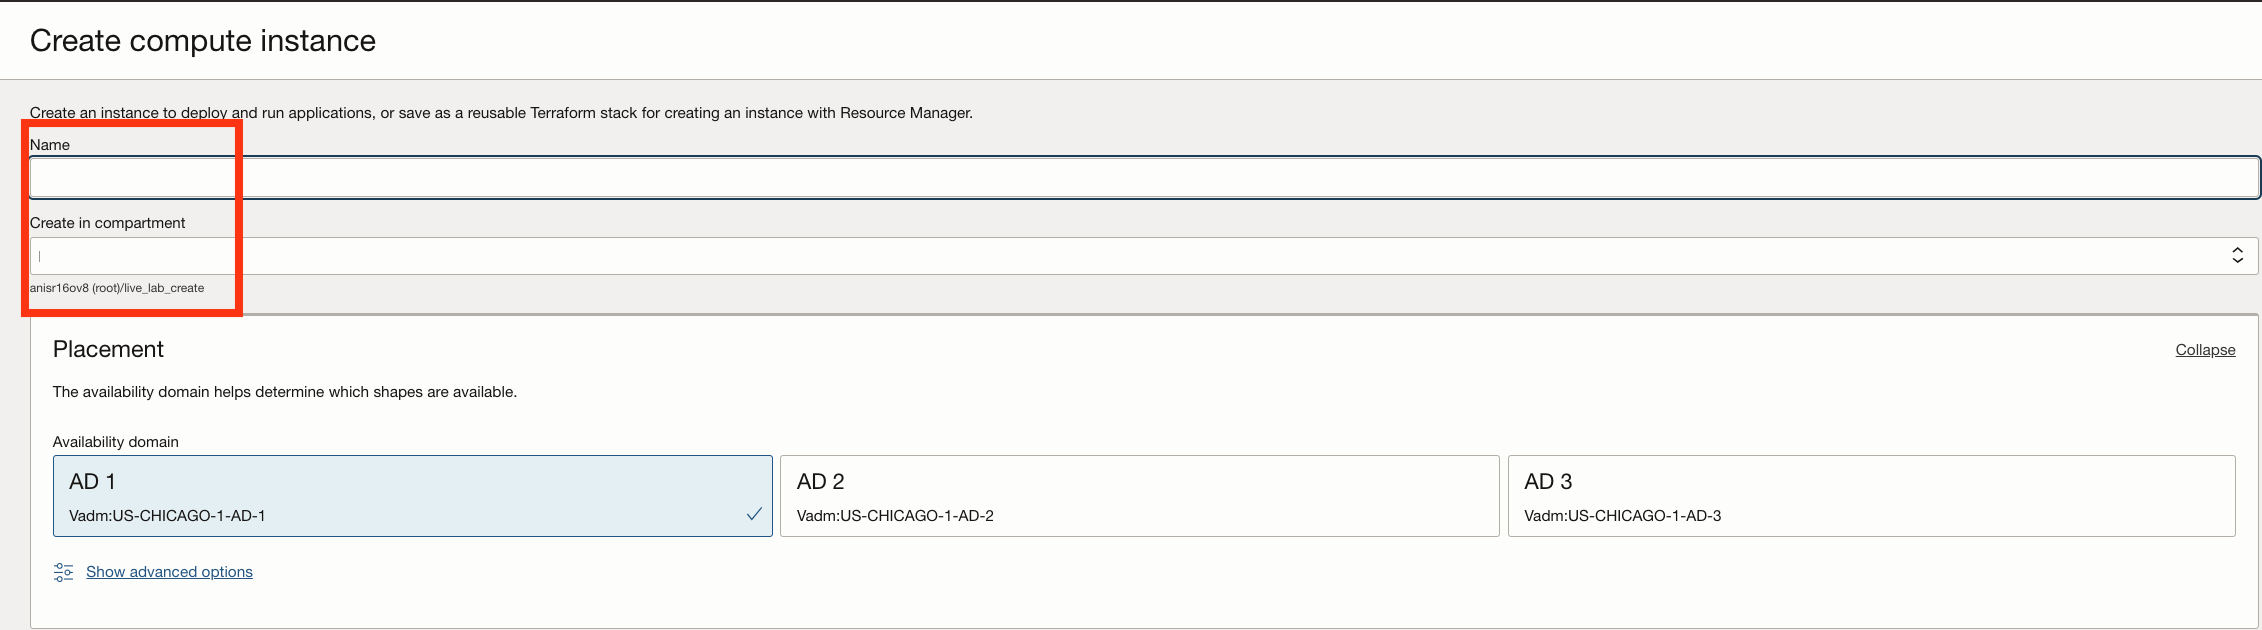 Create compute instance
Create an instance to deploy and run applications, or save as a reusable Terraform stack for creating an instance with Resource Manager.
Name
Create in compartment
anisr16ov8 (root)/live_lab_create
Placement
Collapse
The availability domain helps determine which shapes are available.
Availability domain
AD 1
Vadm:US-CHICAGO-1-AD-1
AD 2
Vadm:US-CHICAGO-1-AD-2
AD 3
Vadm:US-CHICAGO-1-AD-3
Show advanced options